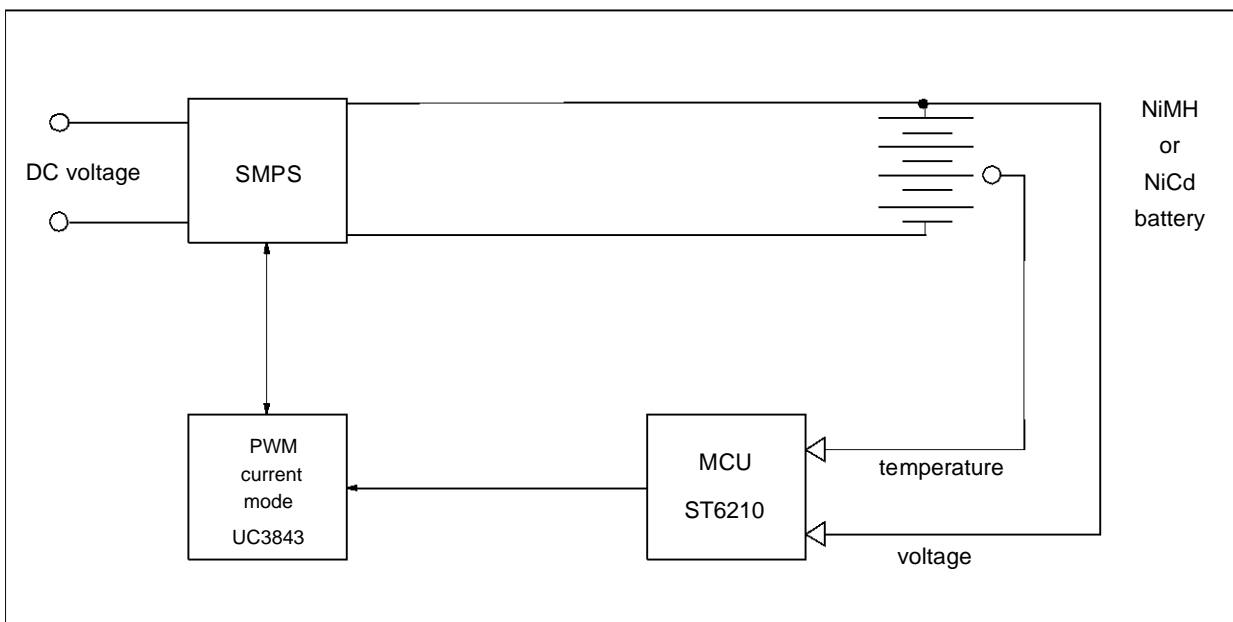 DC voltage
SMPS
NiMH
or
NiCd
battery
PWM
current
mode
UC3843
MCU
ST6210
temperature
voltage